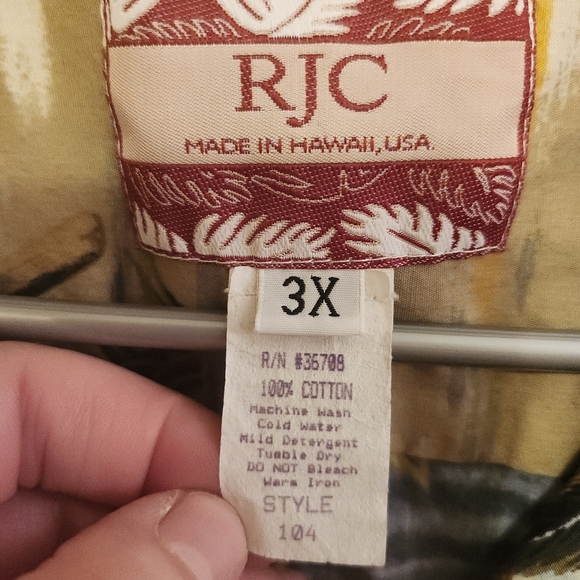 RJC
MADE IN HAWAII, USA.
3X
R/N #36708
100% COTTON
Machine Wash
Cold Water
Mild Detergent
Tumble Dry
DO NOT Bleach
Warm Iron
STYLE
104